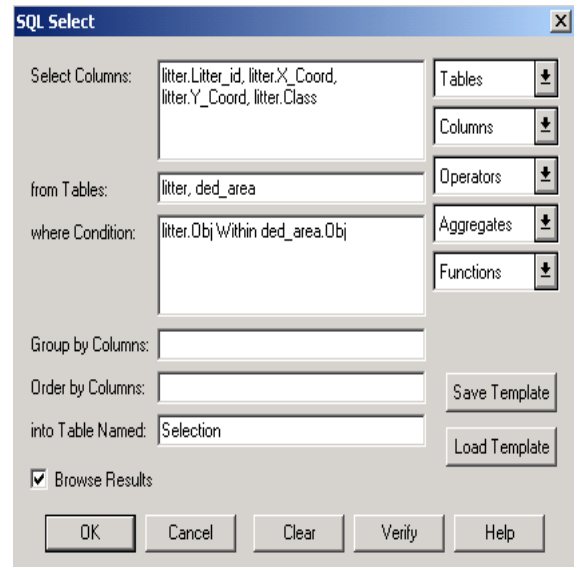 SQL Select
Select Columns:
litter.Litter_id, litter.X_Coord,
litter.Y_Coord, litter.Class
Tables
Columns
Operators
Aggregates
Functions
from Tables:
litter, ded_area
where Condition:
litter.Obj Within ded_area.Obj
Group by Columns:
Order by Columns:
into Table Named:
Selection
Save Template
Load Template
Browse Results
OK
Cancel
Clear
Verify
Help